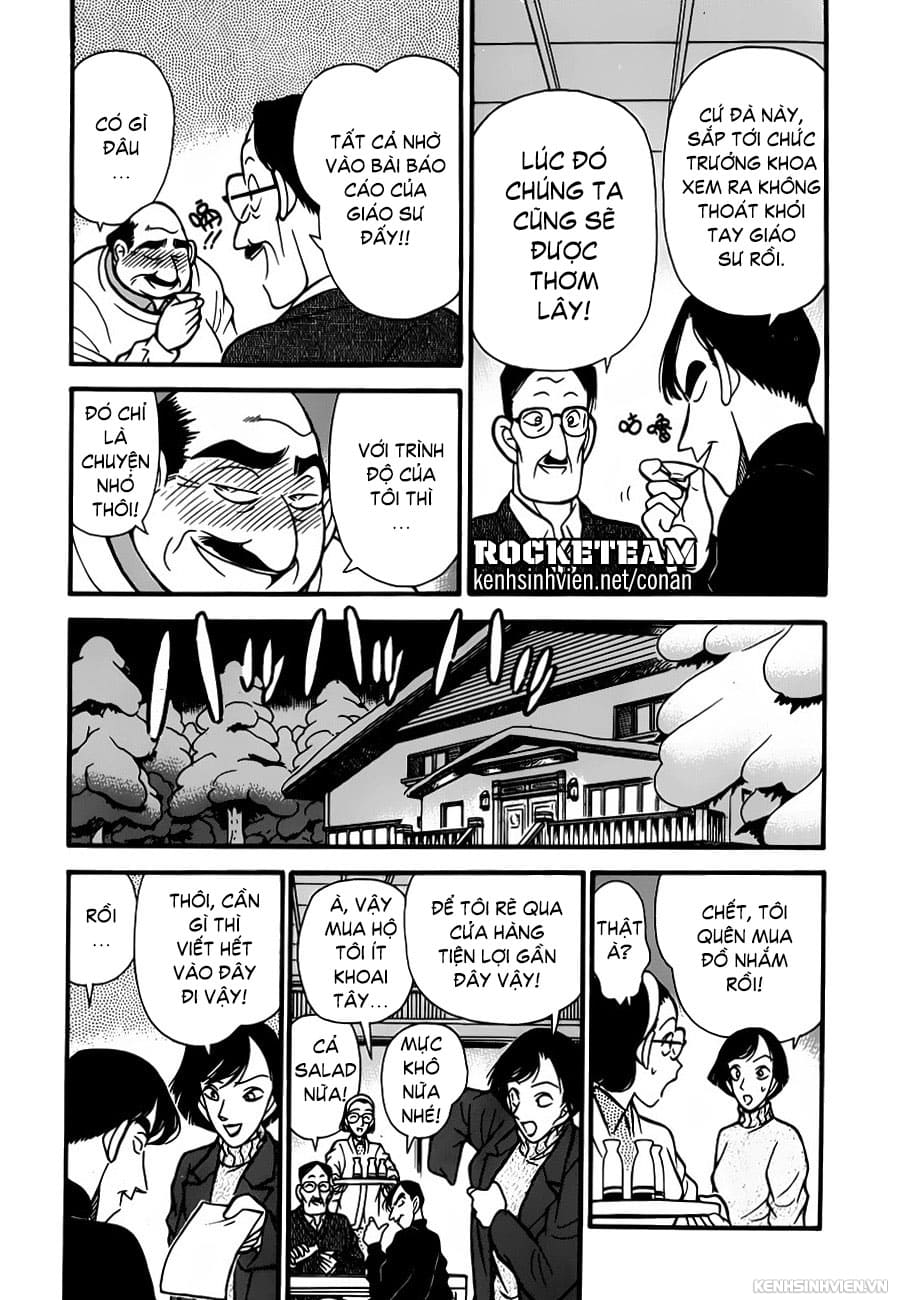 CỨ ĐÀ NÀY,
SẮP TỚI CHỨC
TRƯỞNG KHOA
XEM RA KHÔNG
THOÁT KHỎI
TAY GIÁO
SƯ RỒI.
LÚC ĐÓ
CHÚNG TA
CŨNG SẼ
ĐƯỢC
THƠM
LÂY!
TẤT CẢ NHỜ
VÀO BÀI BÁO
CÁO CỦA
GIÁO SƯ
ĐẤY!!
CÓ GÌ
ĐÂU
...
VỚI TRÌNH
ĐỘ CỦA
TÔI THÌ
...
ĐÓ CHỈ
LÀ
CHUYỆN
NHỎ
THÔI!
ROCKETEAM
kenhsinhvien.net/conan
CHẾT, TÔI
QUÊN MUA
ĐỒ NHẮM
RỒI!
THẬT
À?
ĐỂ TÔI RẼ QUA
CỬA HÀNG
TIỆN LỢI GẦN
ĐÂY VẬY!
À, VẬY
MUA HỘ
TÔI ÍT
KHOAI
TÂY...
MỰC
KHÔ
NỮA
NHÉ!
CẢ
SALAD
NỮA!
THÔI, CẦN
GÌ THÌ
VIẾT HẾT
VÀO ĐÂY
ĐI VẬY!
RỒI
...
KENHSINHVIEN.VN